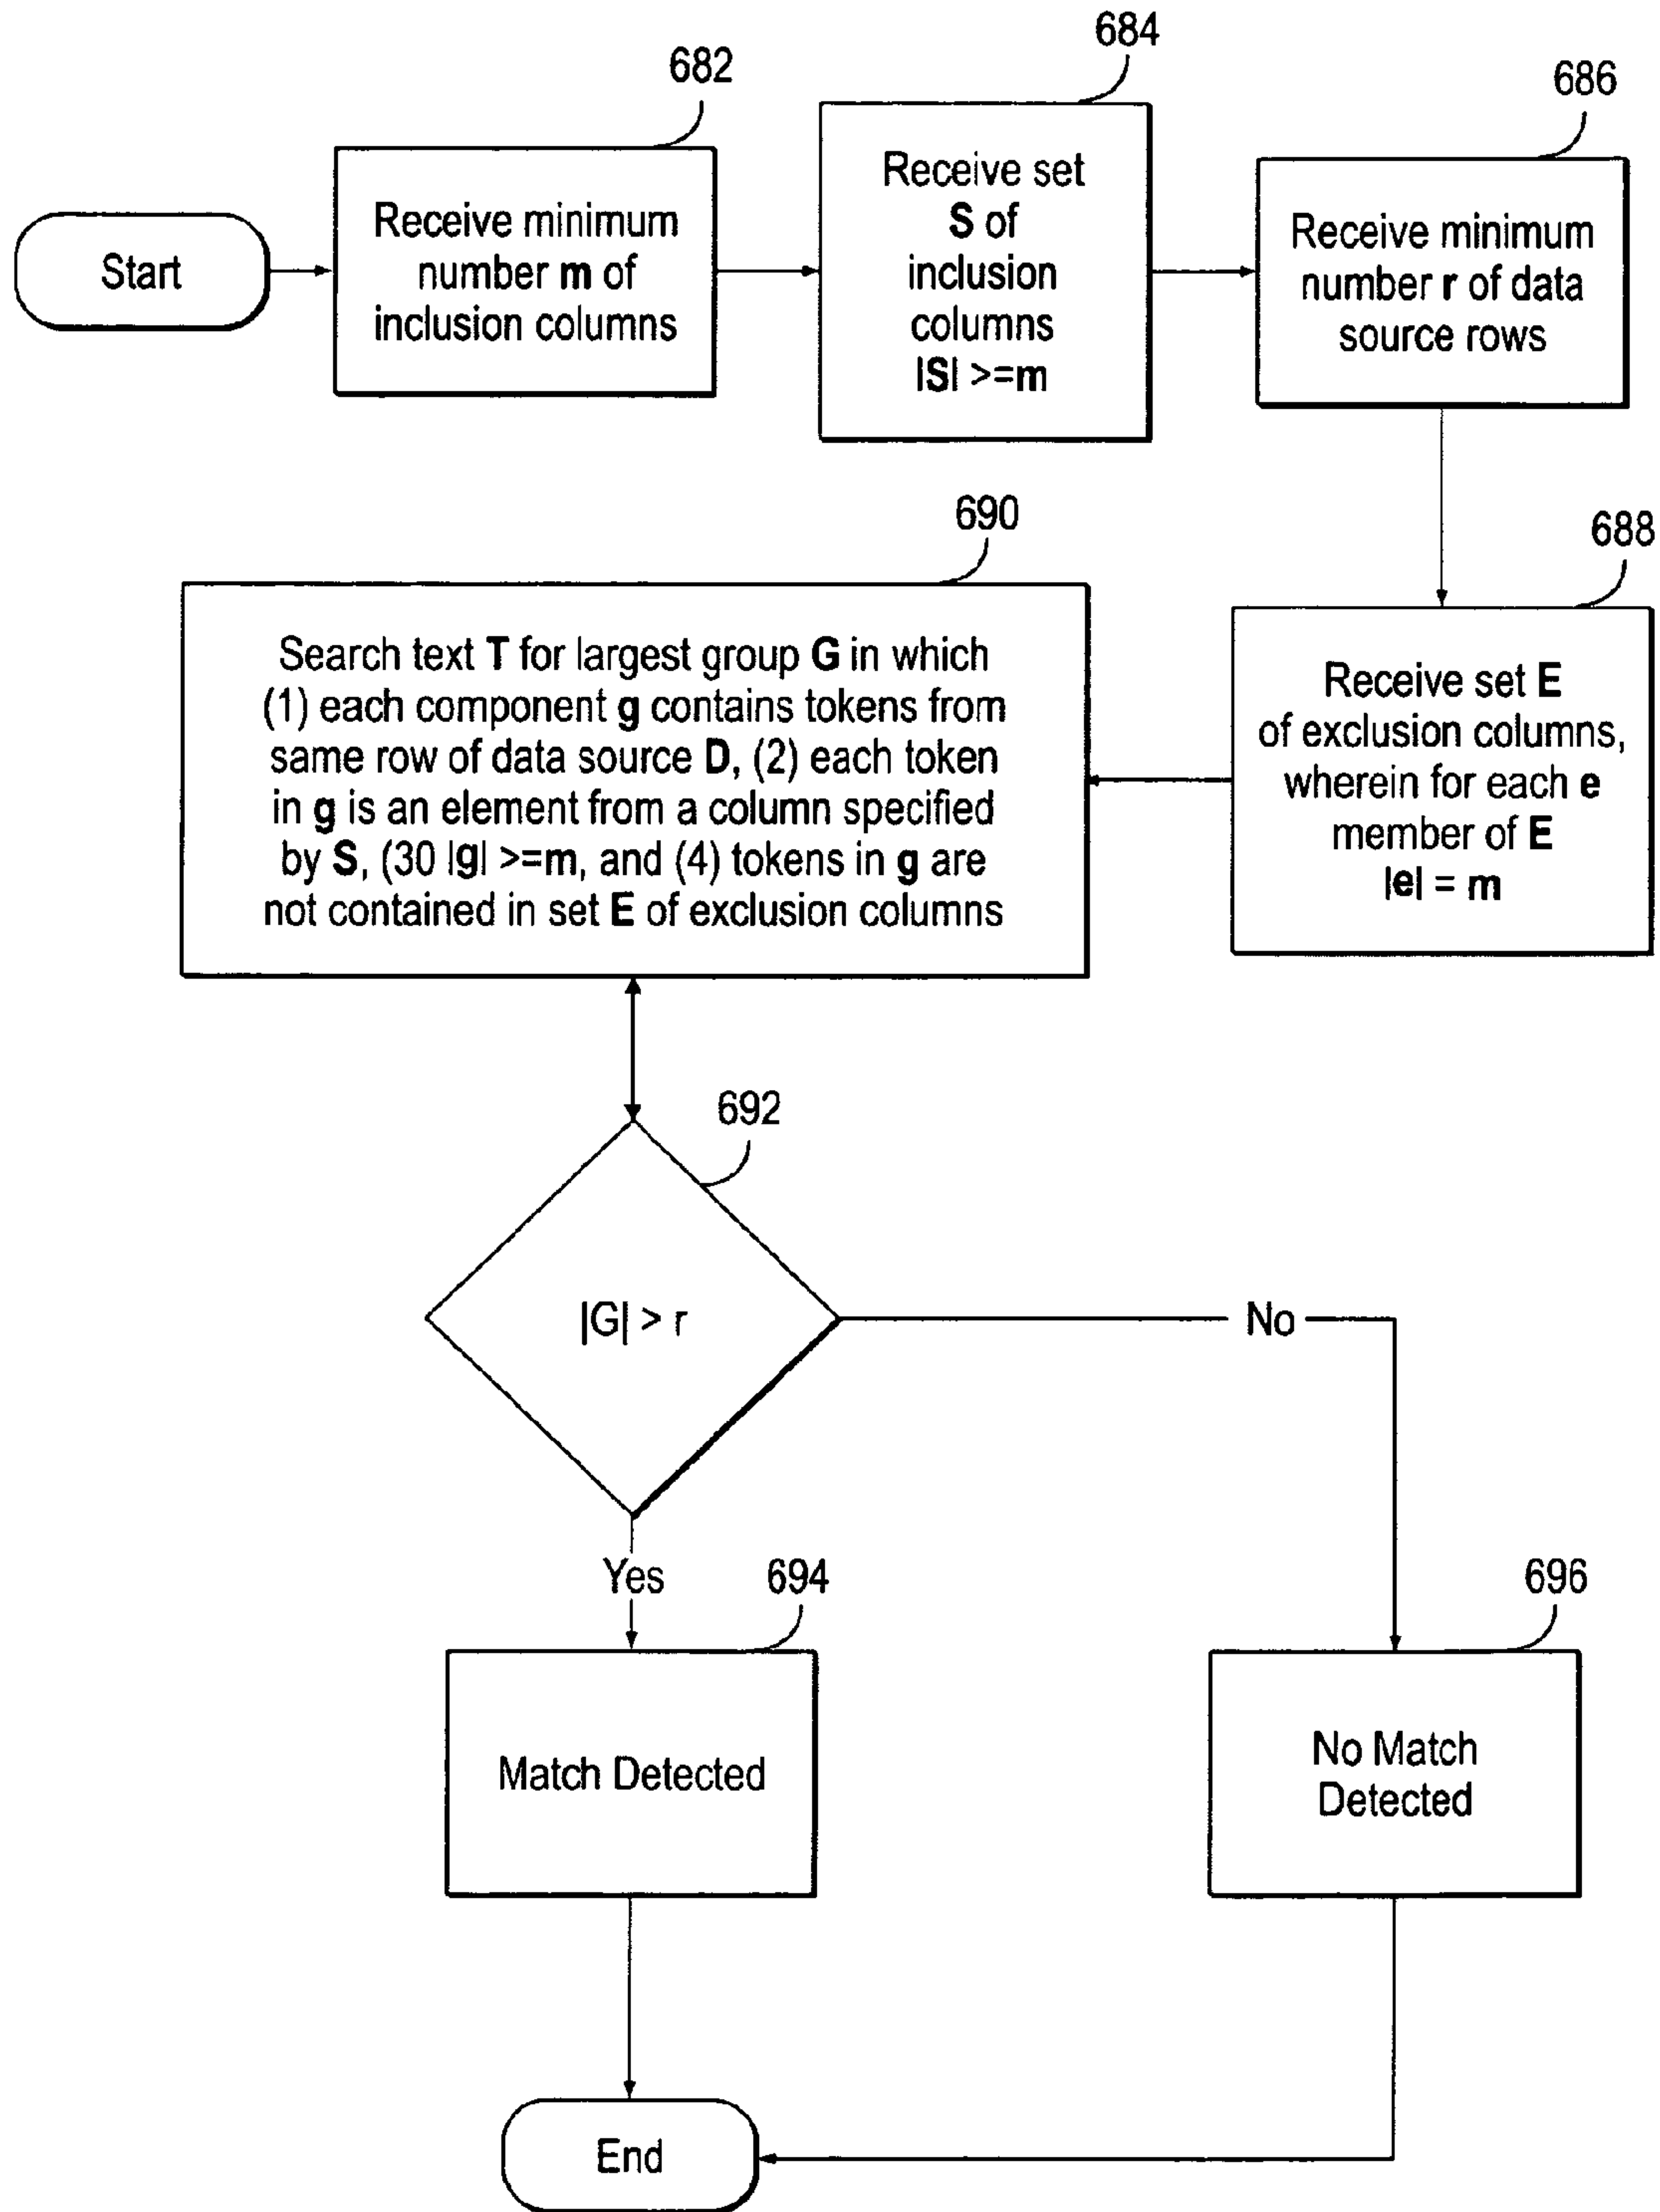 682
684
686
Start
Receive minimum
number m of
inclusion columns
Receive set
S of
inclusion
columns
|S| >=m
Receive minimum
number r of data
source rows
690
688
Search text T for largest group G in which
(1) each component g contains tokens from
same row of data source D, (2) each token
in g is an element from a column specified
by S, (30 |g| >=m, and (4) tokens in g are
not contained in set E of exclusion columns
Receive set E
of exclusion columns,
wherein for each e
member of E
|e| = m
692
|G| > r
No
Yes
694
696
Match Detected
No Match
Detected
End